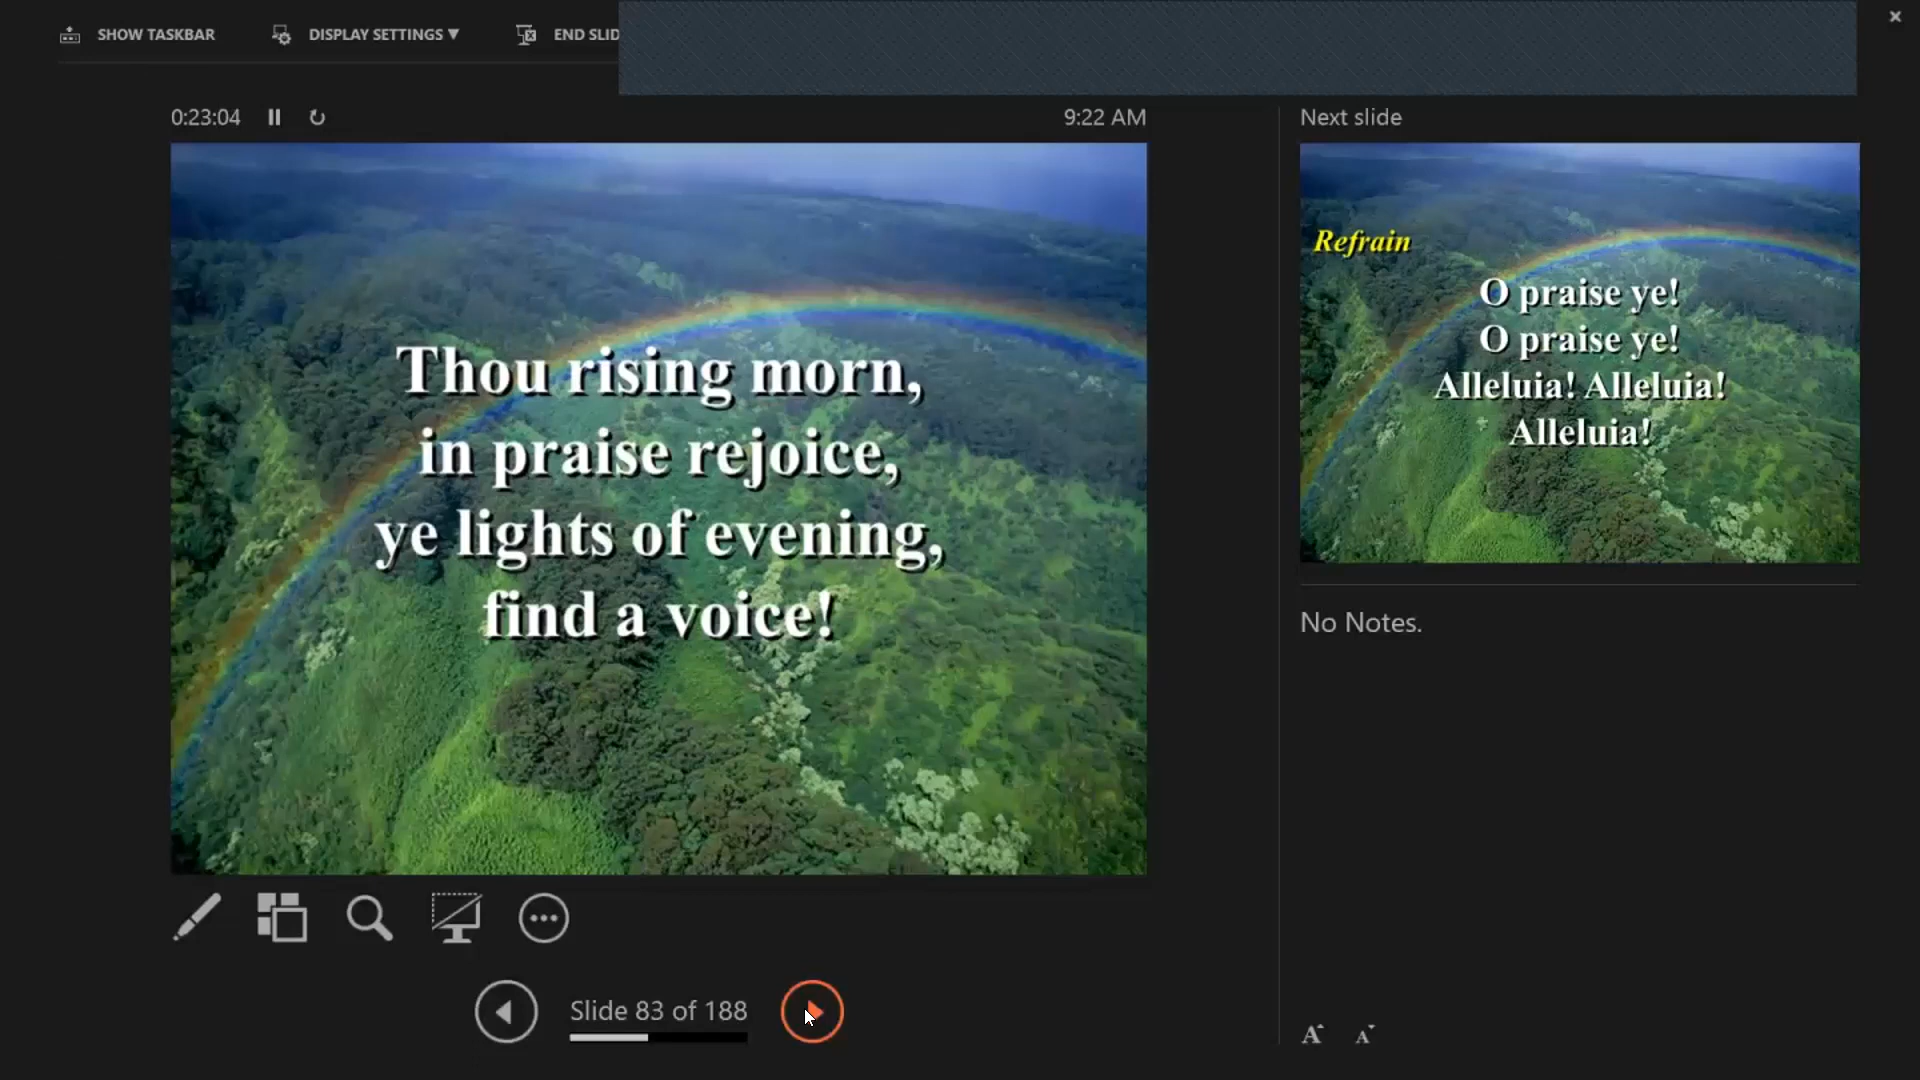 SHOW TASKBAR
DISPLAY SETTINGS ▼
END SLID
0:23:04
9:22 AM
Thou rising morn,
in praise rejoice,
ye lights of evening,
find a voice!
Slide 83 of 188
Next slide
Refrain
O praise ye!
O praise ye!
Alleluia! Alleluia!
Alleluia!
No Notes.
A A